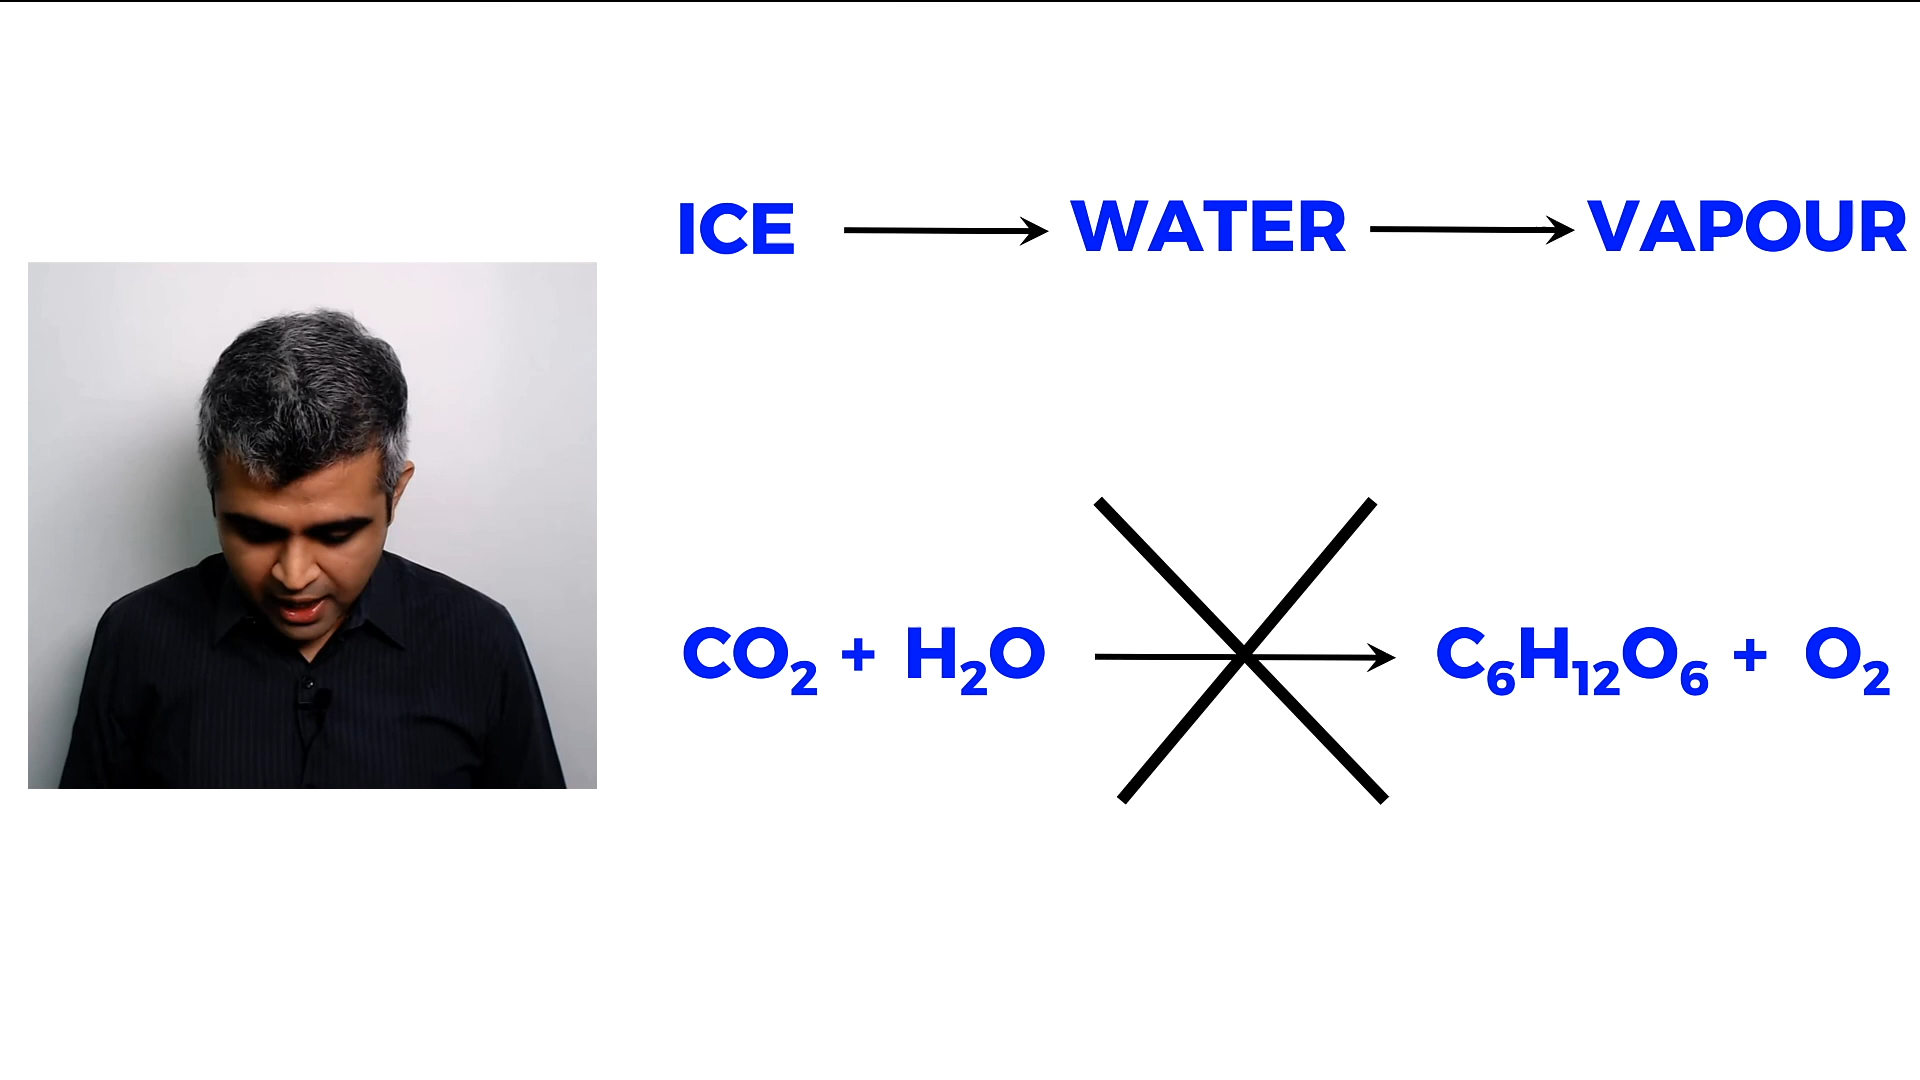 ICE → WATER → VAPOUR
CO₂ + H₂O → C₆H₁₂O₆ + O₂